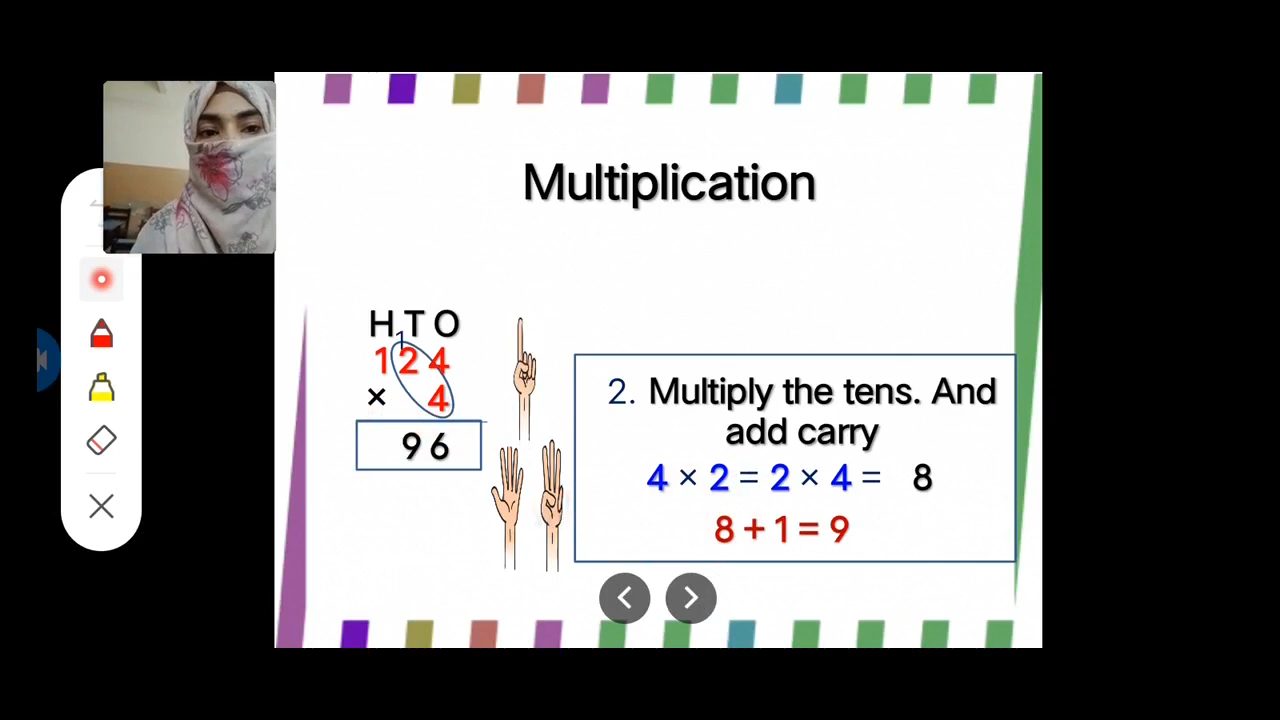 Multiplication
H T O
1
1 2 4
× 4
9 6
2. Multiply the tens. And
add carry
4 × 2 = 2 × 4 = 8
8 + 1 = 9